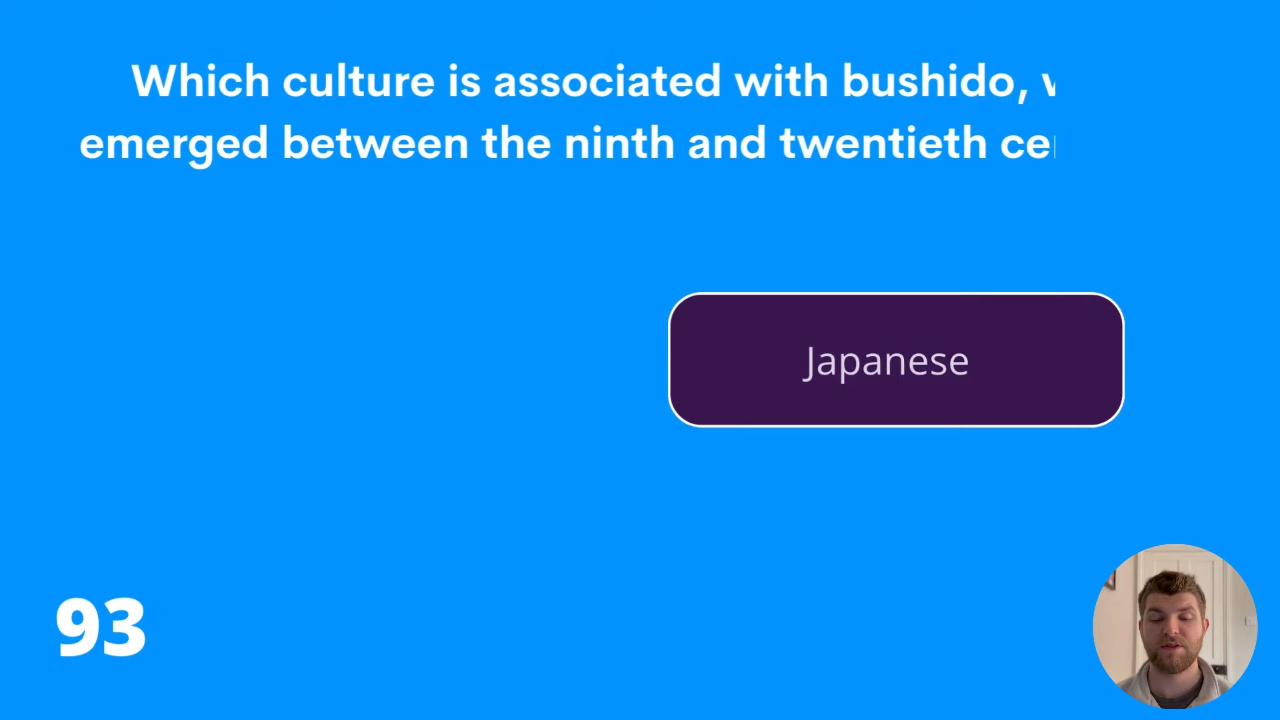 Which culture is associated with bushido,
emerged between the ninth and twentieth
Japanese
93